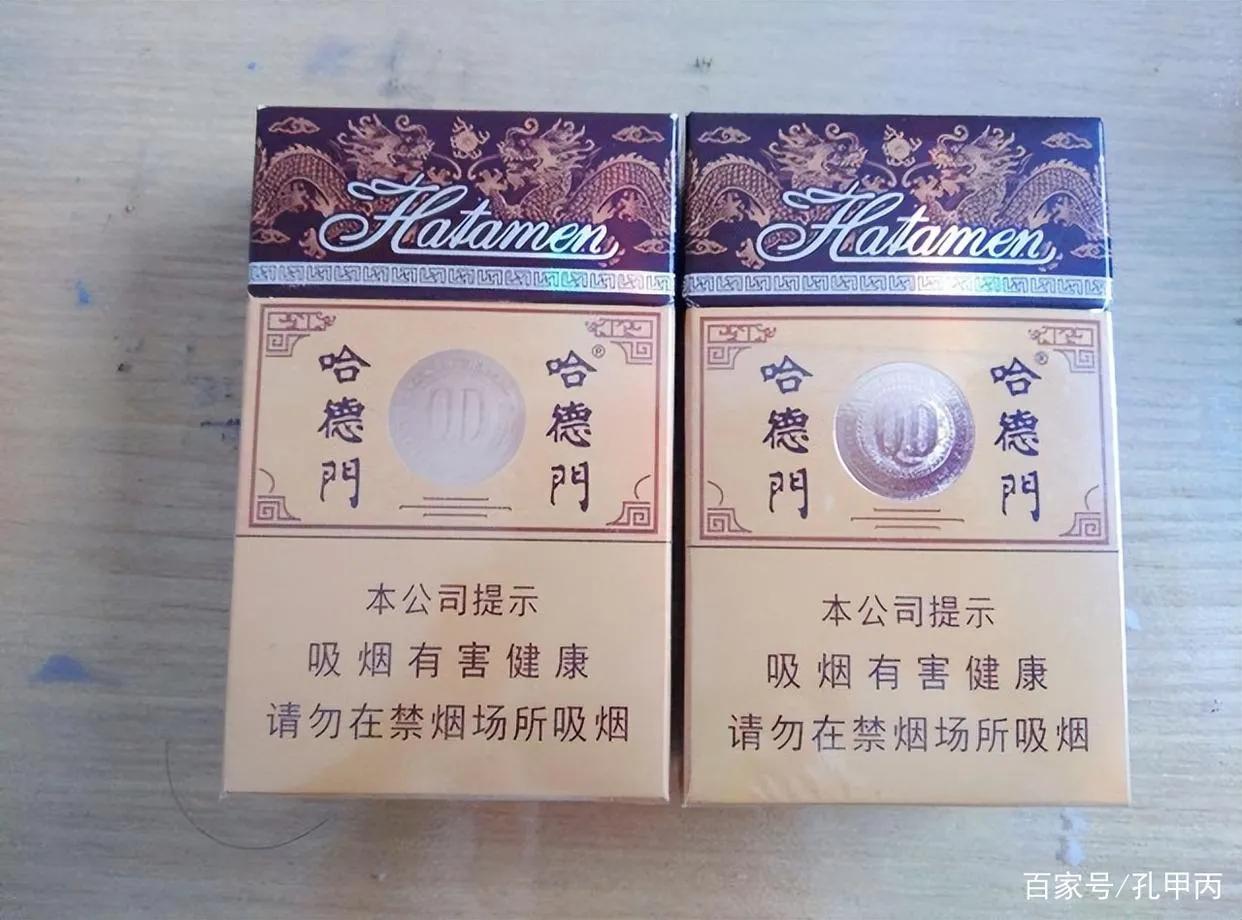 Hatamen
哈德門
QD
哈德門®
本公司提示
吸烟有害健康
请勿在禁烟场所吸烟
Hatamen
哈德門
QD
哈德門®
本公司提示
吸烟有害健康
请勿在禁烟场所吸烟
百家号/孔甲丙